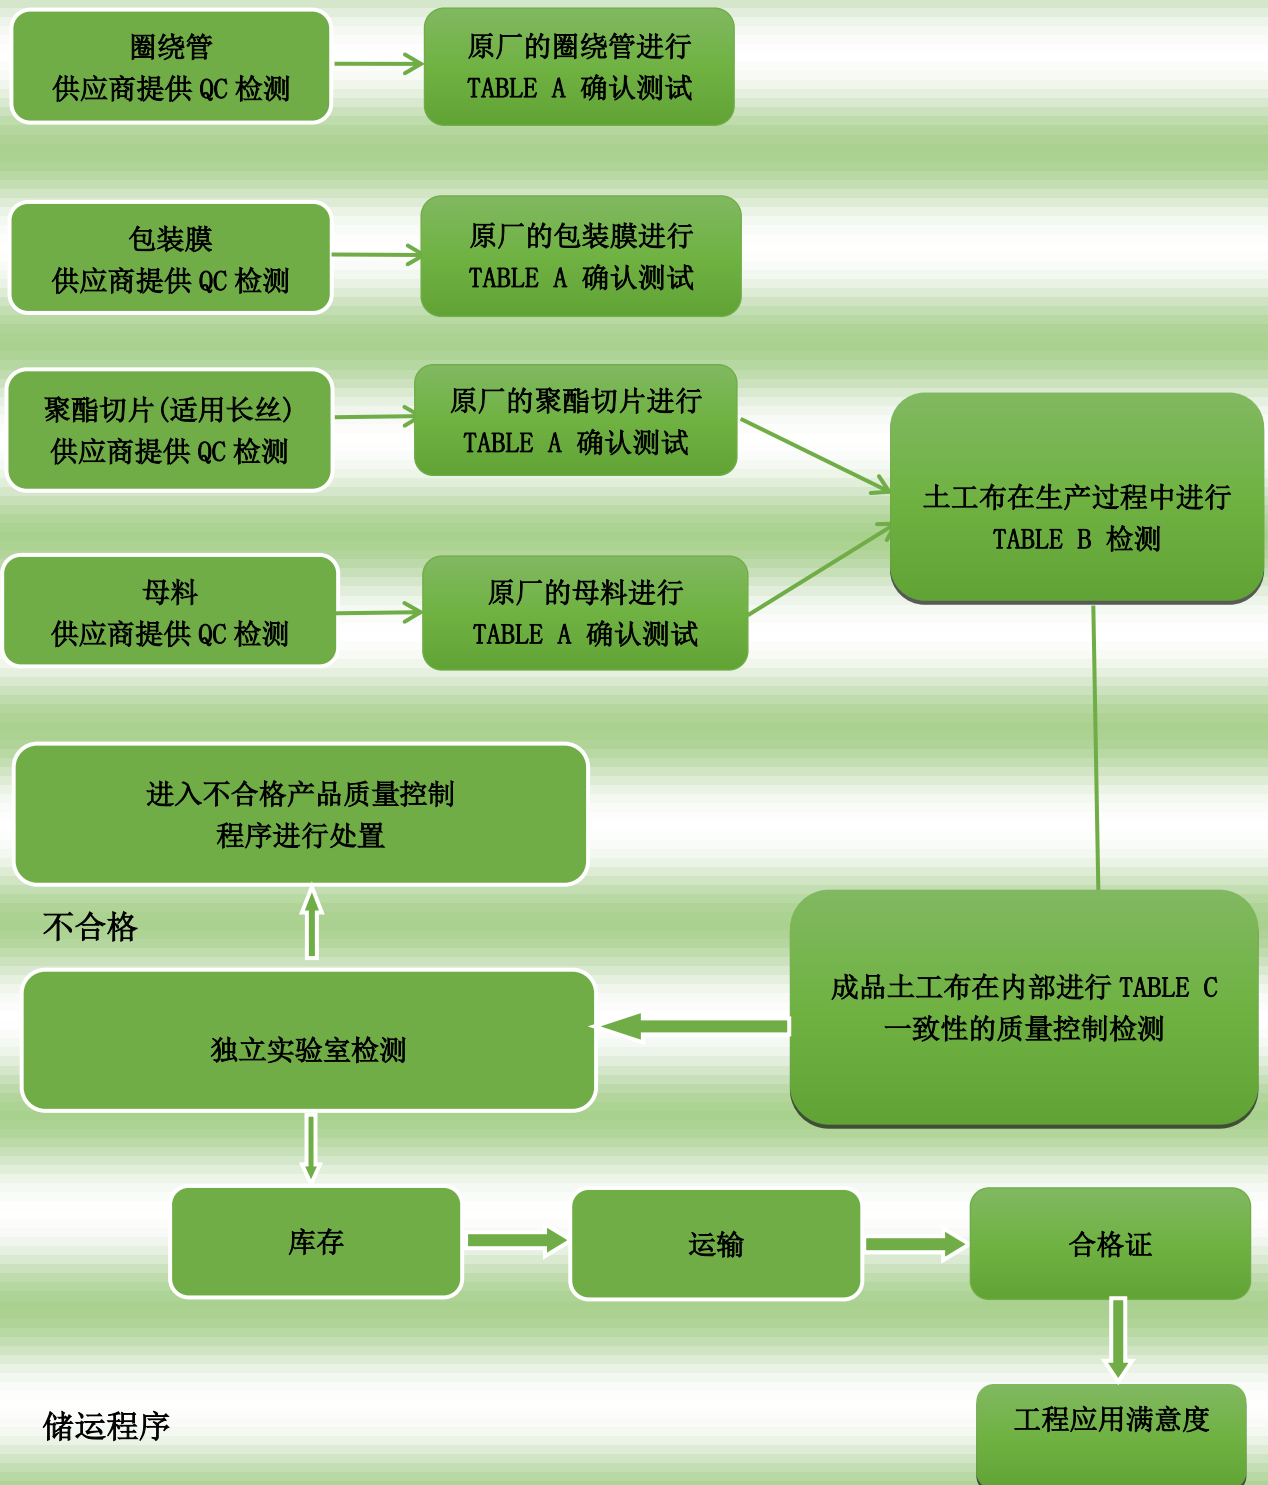 圈绕管
供应商提供 QC 检测
原厂的圈绕管进行
TABLE A 确认测试
包装膜
供应商提供 QC 检测
原厂的包装膜进行
TABLE A 确认测试
聚酯切片(适用长丝)
供应商提供 QC 检测
原厂的聚酯切片进行
TABLE A 确认测试
土工布在生产过程中进行
TABLE B 检测
母料
供应商提供 QC 检测
原厂的母料进行
TABLE A 确认测试
进入不合格产品质量控制
程序进行处置
不合格
成品土工布在内部进行 TABLE C
一致性的质量控制检测
独立实验室检测
库存
运输
合格证
储运程序
工程应用满意度